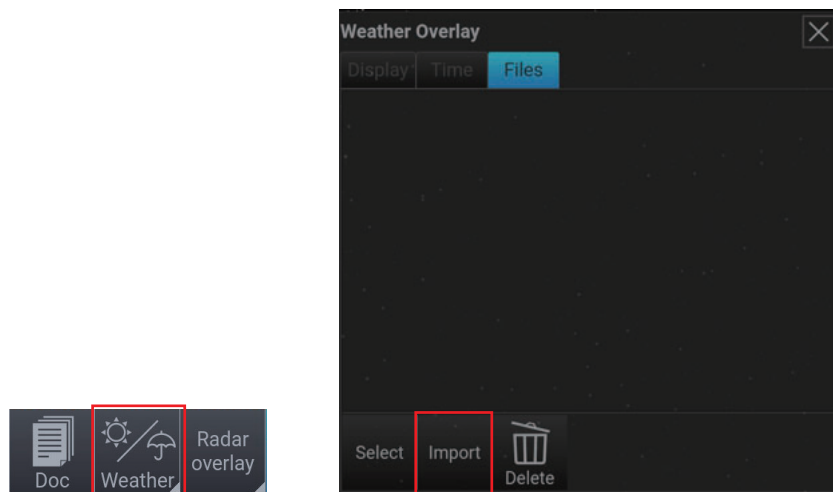 Doc
Weather
Radar
overlay
Weather Overlay
Display Time Files
Select Import
Delete